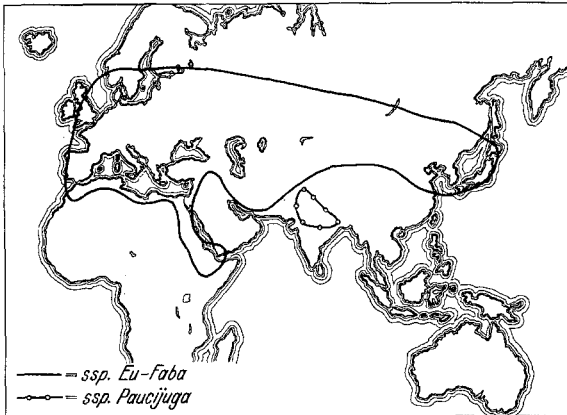 = ssp. Eu-Faba
= ssp. Paucijuga